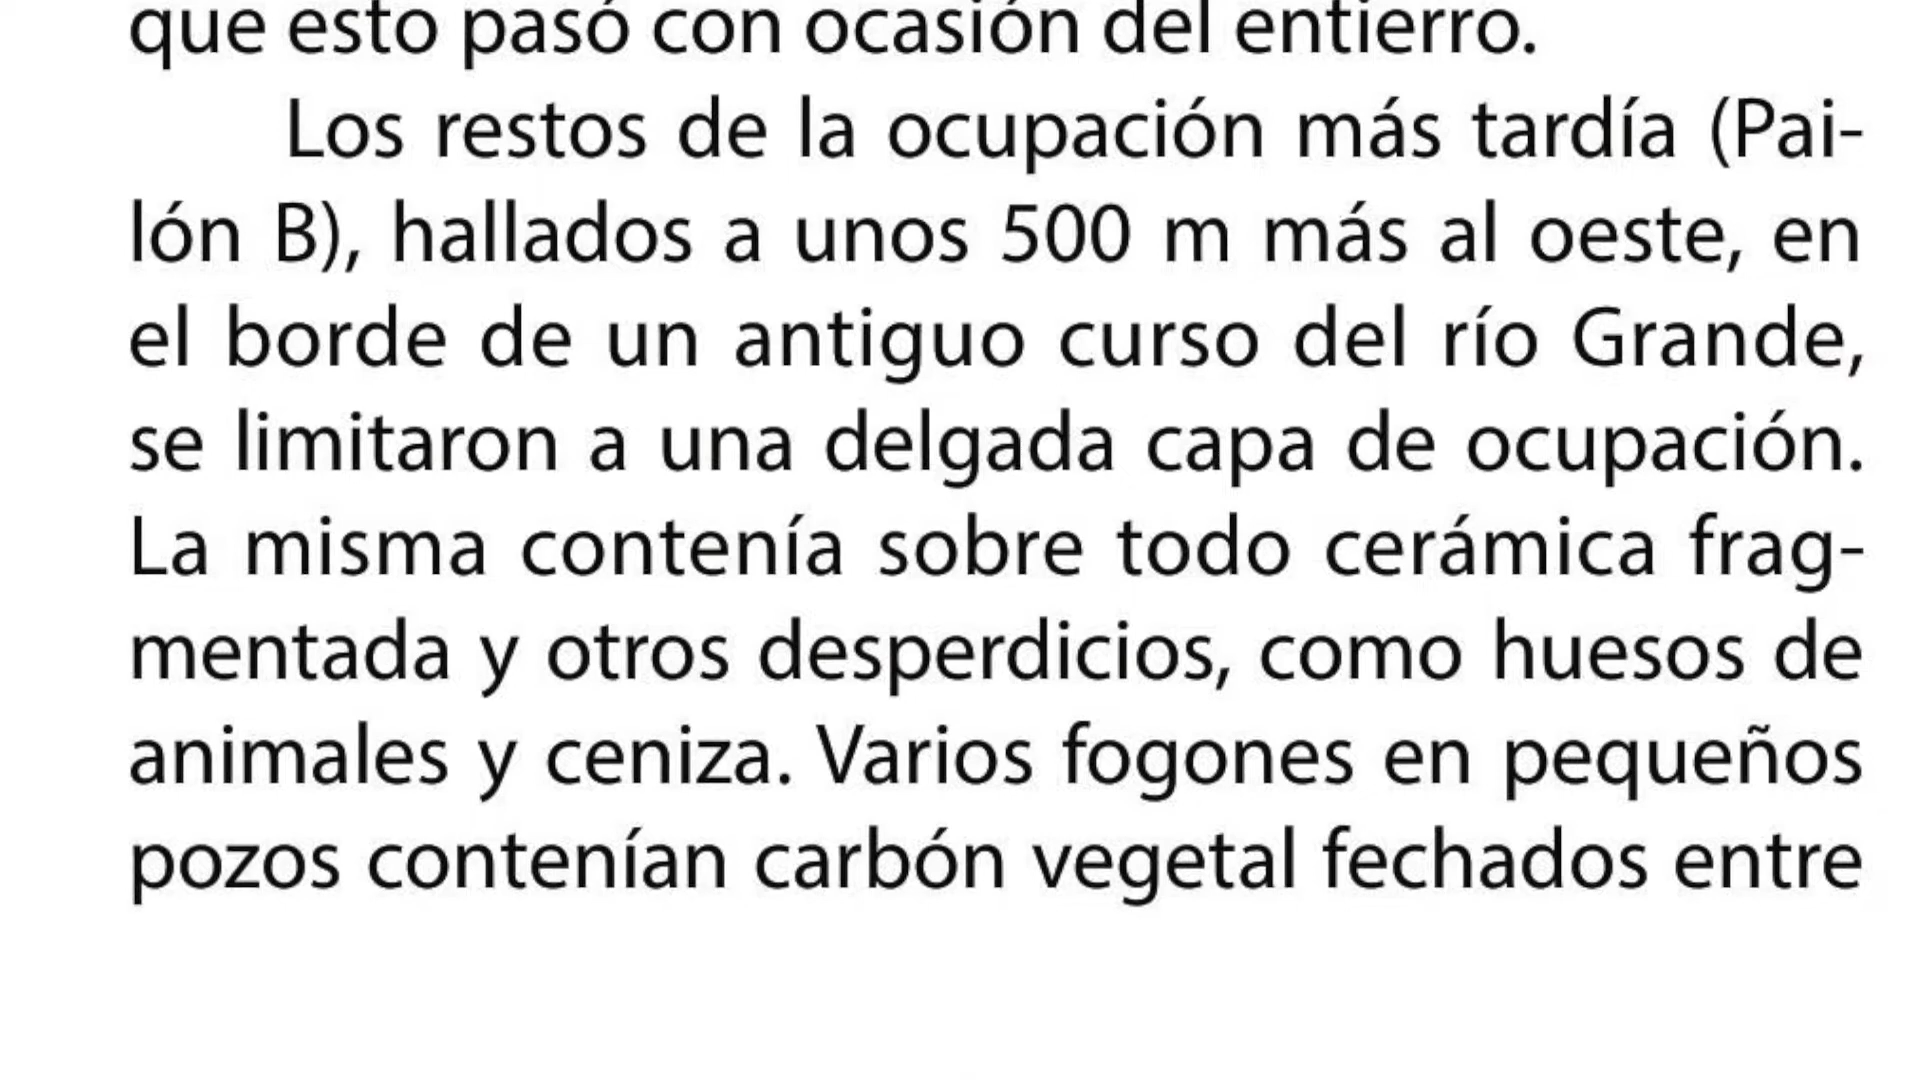 que esto pasó con ocasión del entierro.
Los restos de la ocupación más tardía (Pai-
lón B), hallados a unos 500 m más al oeste, en
el borde de un antiguo curso del río Grande,
se limitaron a una delgada capa de ocupación.
La misma contenía sobre todo cerámica frag-
mentada y otros desperdicios, como huesos de
animales y ceniza. Varios fogones en pequeños
pozos contenían carbón vegetal fechados entre